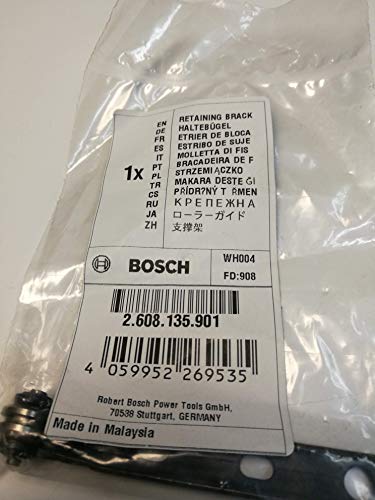 EN RETAINING BRACK
DE HALTEBÜGEL
FR ETRIER DE BLOCA
ES ESTRIBO DE SUJE
IT MOLLETTA DI FIS
PT BRACADEIRA DE F
PL STRZEMIĄCZKO
TR MAKARA DESTEĞİ
CS PŘÍDRŽNÝ TŘMEN
RU КРЕПЕЖНА
JA ローラーガイド
ZH 支撑架
1x
BOSCH
WH004
FD:908
2.608.135.901
4 059952 269535
Robert Bosch Power Tools GmbH,
70538 Stuttgart, GERMANY
Made in Malaysia